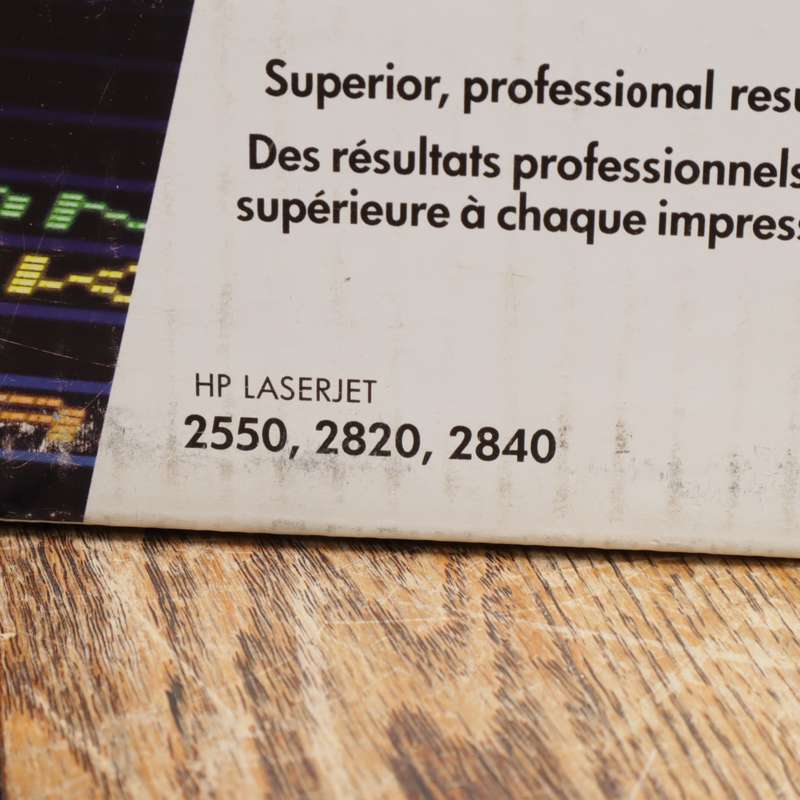 Superior, professional resu
Des résultats professionnels
supérieure à chaque impress
HP LASERJET
2550, 2820, 2840